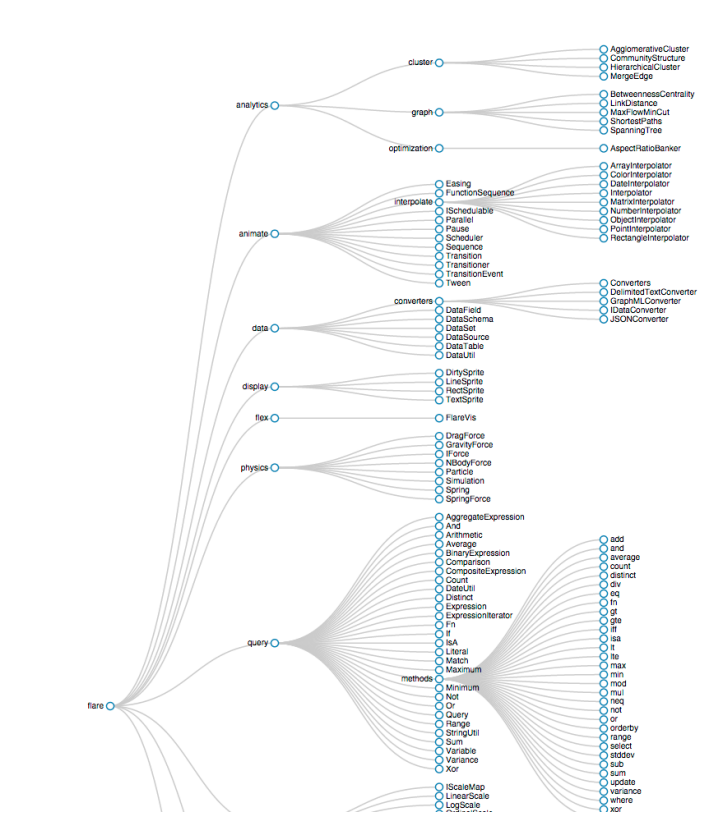 flare
analytics
cluster
AgglomerativeCluster
CommunityStructure
HierarchicalCluster
MergeEdge
graph
BetweennessCentrality
LinkDistance
MaxFlowMinCut
ShortestPaths
SpanningTree
optimization
AspectRatioBanker
animate
Easing
FunctionSequence
interpolate
ArrayInterpolator
ColorInterpolator
DateInterpolator
Interpolator
MatrixInterpolator
NumberInterpolator
ObjectInterpolator
PointInterpolator
RectangleInterpolator
ISchedulable
Parallel
Pause
Scheduler
Sequence
Transition
Transitioner
TransitionEvent
Tween
data
converters
Converters
DelimitedTextConverter
GraphMLConverter
IDataConverter
JSONConverter
DataField
DataSchema
DataSet
DataSource
DataTable
DataUtil
display
DirtySprite
LineSprite
RectSprite
TextSprite
flex
FlareVis
physics
DragForce
GravityForce
IForce
NBodyForce
Particle
Simulation
Spring
SpringForce
query
AggregateExpression
And
Arithmetic
Average
BinaryExpression
Comparison
CompositeExpression
Count
DateUtil
Distinct
Expression
ExpressionIterator
Fn
If
IsA
Literal
Match
Maximum
methods
add
and
average
count
distinct
div
eq
fn
gt
gte
iff
isa
lt
lte
max
min
mod
mul
neq
not
or
orderby
range
select
stddev
sub
sum
update
variance
where
xor
Minimum
Not
Or
Query
Range
StringUtil
Sum
Variable
Variance
Xor
IScaleMap
LinearScale
LogScale